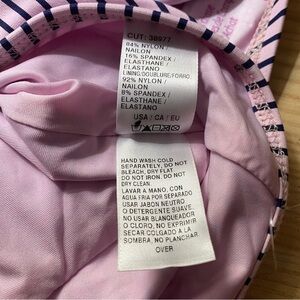 CUT: 38977
84% NYLON /
NAILON
16% SPANDEX /
ELASTHANE /
ELASTANO
LINING/DOUBLURE/FORRO
92% NYLON /
NAILON
8% SPANDEX /
ELASTHANE /
ELASTANO
USA / CA / EU
HAND WASH COLD
SEPARATELY, DO NOT
BLEACH, DRY FLAT
DO NOT IRON, DO NOT
DRY CLEAN.
LAVAR A MANO, CON
AGUA FRIA POR SEPARADO
USAR JABON NEUTRO
O DETERGENTE SUAVE,
NO USAR BLANQUEADOR
O CLORO, NO EXPRIMIR
SECAR COLGADO A LA
SOMBRA, NO PLANCHAR
OVER